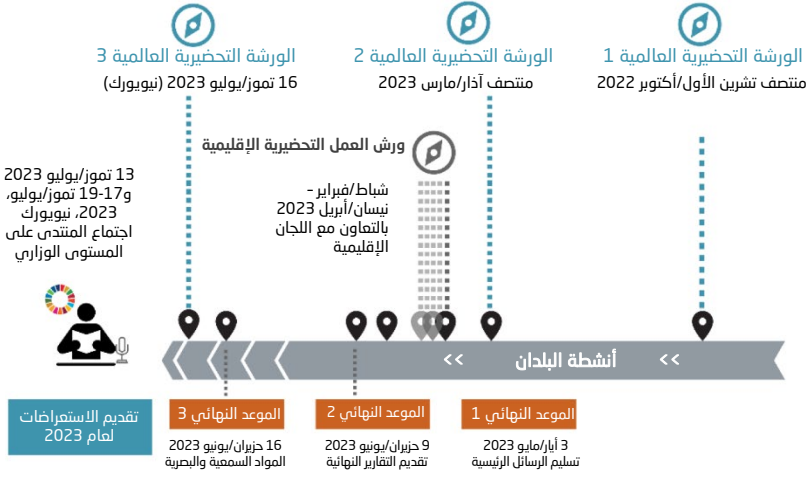 الورشة التحضيرية العالمية 1
منتصف تشرين الأول/أكتوبر 2022
الورشة التحضيرية العالمية 2
منتصف آذار/مارس 2023
الورشة التحضيرية العالمية 3
16 تموز/يوليو 2023 (نيويورك)
ورش العمل التحضيرية الإقليمية
شباط/فبراير –
نيسان/أبريل 2023
بالتعاون مع اللجان
الإقليمية
13 تموز/يوليو 2023
و17-19 تموز/يوليو،
2023، نيويورك
اجتماع المنتدى على
المستوى الوزاري
<< أنشطة البلدان <<
الموعد النهائي 1
3 أيار/مايو 2023
تسليم الرسائل الرئيسية
الموعد النهائي 2
9 حزيران/يونيو 2023
تقديم التقارير النهائية
الموعد النهائي 3
16 حزيران/يونيو 2023
المواد السمعية والبصرية
تقديم الاستعراضات
لعام 2023